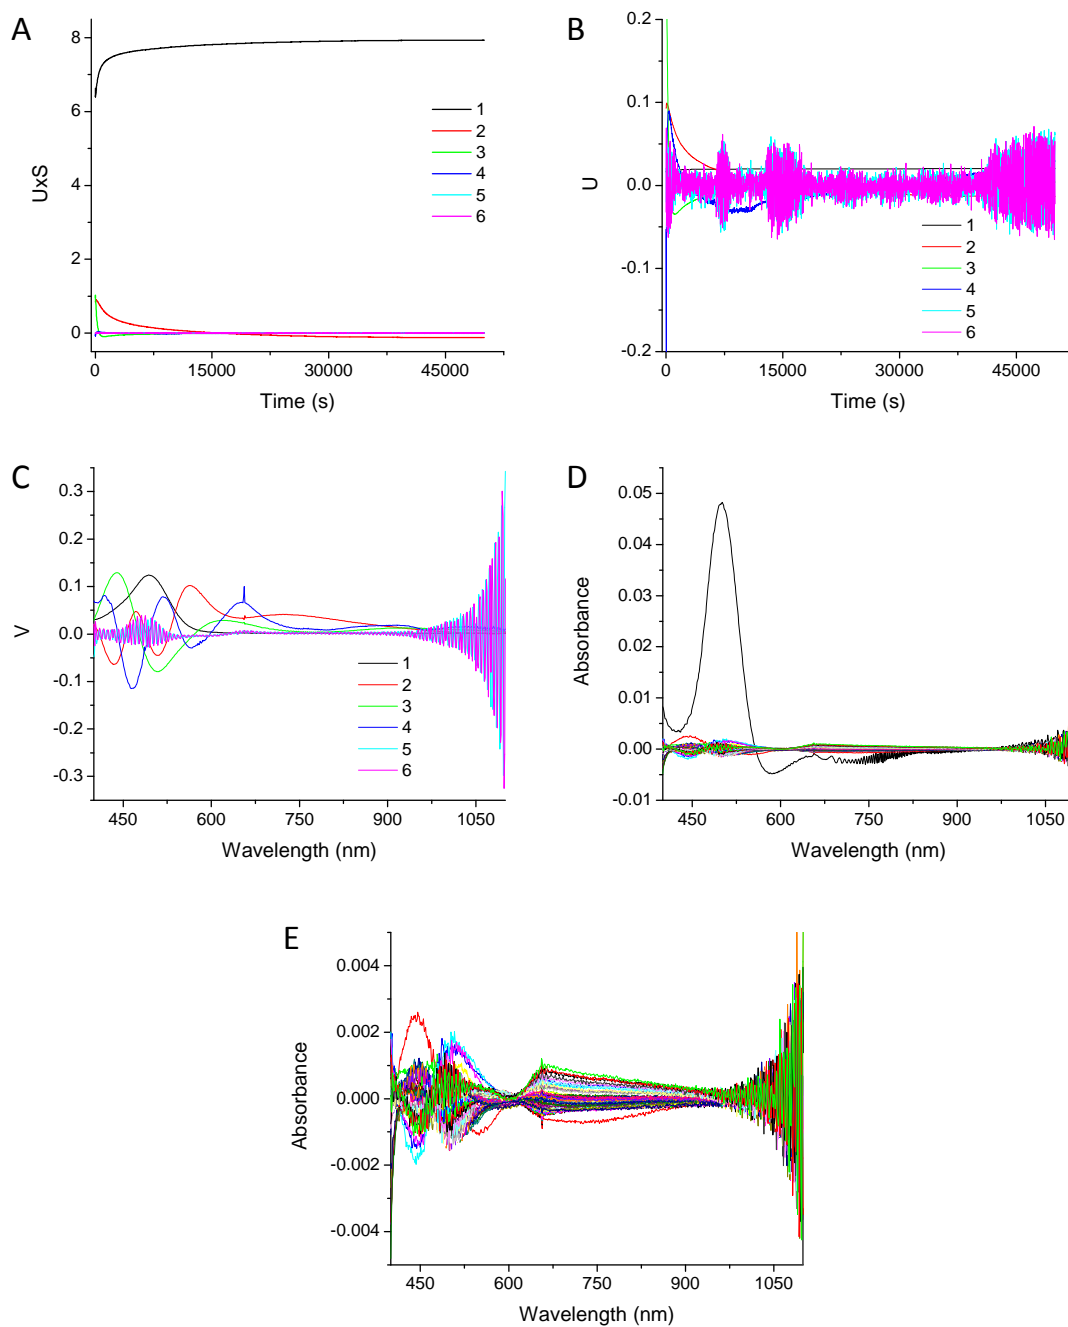 A
UxS
8
6
4
2
0
1
2
3
4
5
6
0 15000 30000 45000
Time (s)
B
U
0.2
0.1
0.0
-0.1
-0.2
1
2
3
4
5
6
0 15000 30000 45000
Time (s)
C
V
0.3
0.2
0.1
0.0
-0.1
-0.2
-0.3
1
2
3
4
5
6
450 600 750 900 1050
Wavelength (nm)
D
Absorbance
0.05
0.04
0.03
0.02
0.01
0.00
-0.01
450 600 750 900 1050
Wavelength (nm)
E
Absorbance
0.004
0.002
0.000
-0.002
-0.004
450 600 750 900 1050
Wavelength (nm)